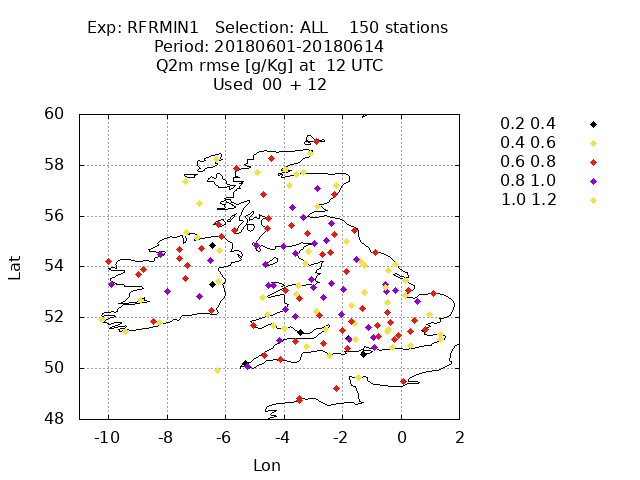 Exp: RFRMIN1 Selection: ALL 150 stations
Period: 20180601-20180614
Q2m rmse [g/Kg] at 12 UTC
Used 00 + 12
60
58
56
54
52
50
48
-10 -8 -6 -4 -2 0 2
Lat
Lon
0.2 0.4
0.4 0.6
0.6 0.8
0.8 1.0
1.0 1.2